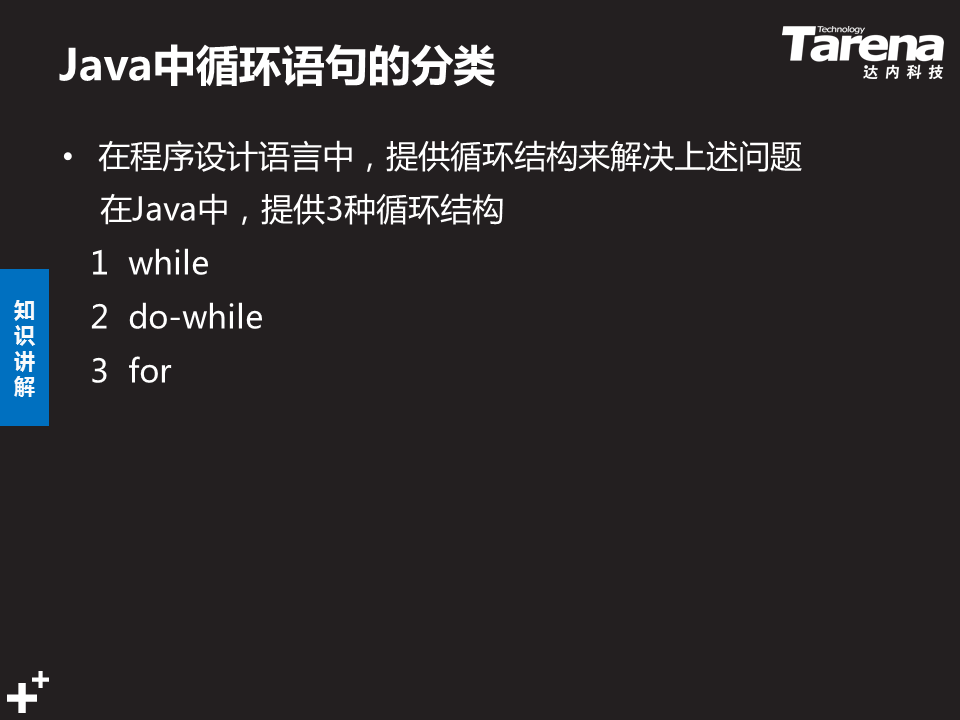 Java中循环语句的分类
Technology
Tarena
达内科技
• 在程序设计语言中，提供循环结构来解决上述问题
在Java中，提供3种循环结构
1 while
2 do-while
3 for
知
识
讲
解